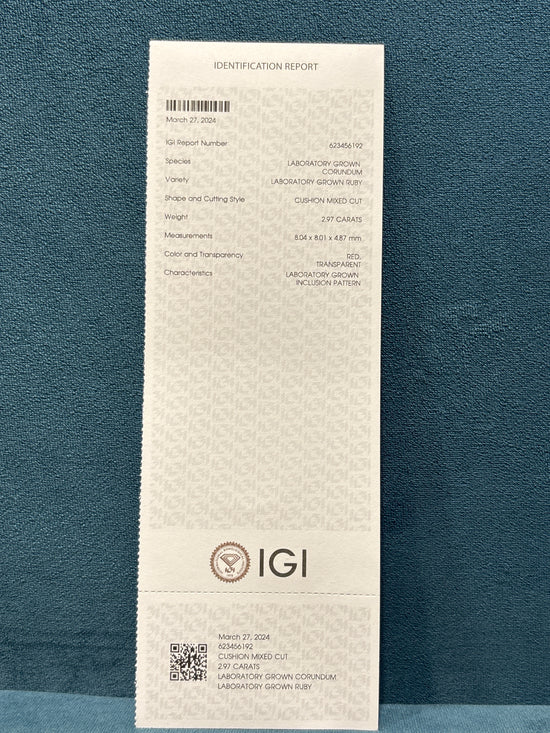 IDENTIFICATION REPORT
March 27, 2024
IGI Report Number 623456192
Species LABORATORY GROWN
CORUNDUM
Variety LABORATORY GROWN RUBY
Shape and Cutting Style CUSHION MIXED CUT
Weight 2.97 CARATS
Measurements 8.04 x 8.01 x 4.87 mm
Color and Transparency RED,
TRANSPARENT
Characteristics LABORATORY GROWN
INCLUSION PATTERN
IGI
March 27, 2024
623456192
CUSHION MIXED CUT
2.97 CARATS
LABORATORY GROWN CORUNDUM
LABORATORY GROWN RUBY